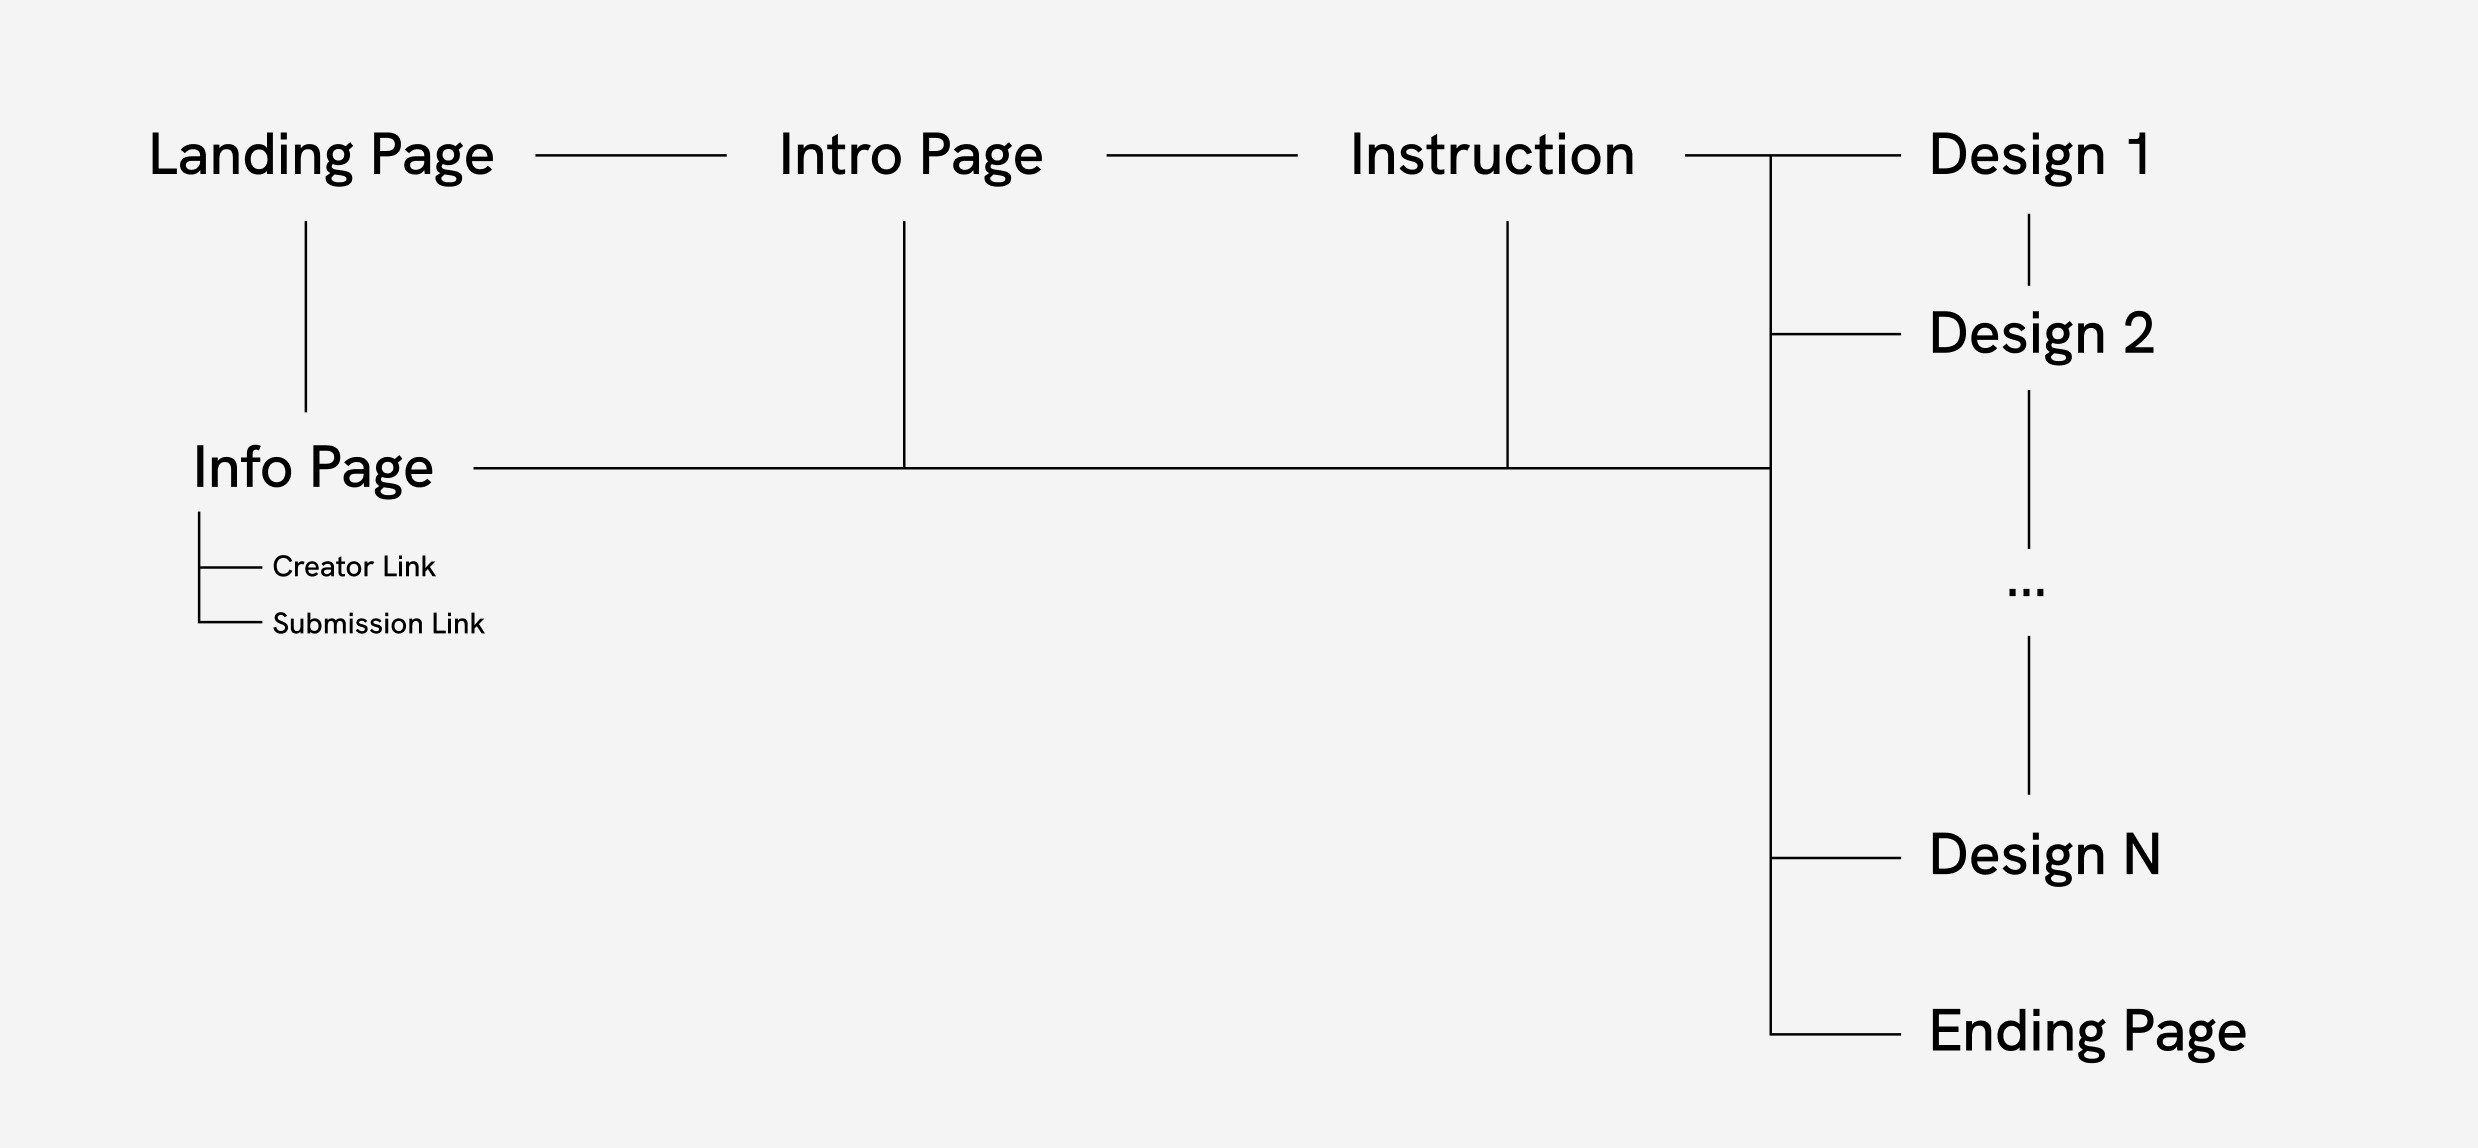 Landing Page
Intro Page
Instruction
Design 1
Design 2
Info Page
Creator Link
Submission Link
...
Design N
Ending Page